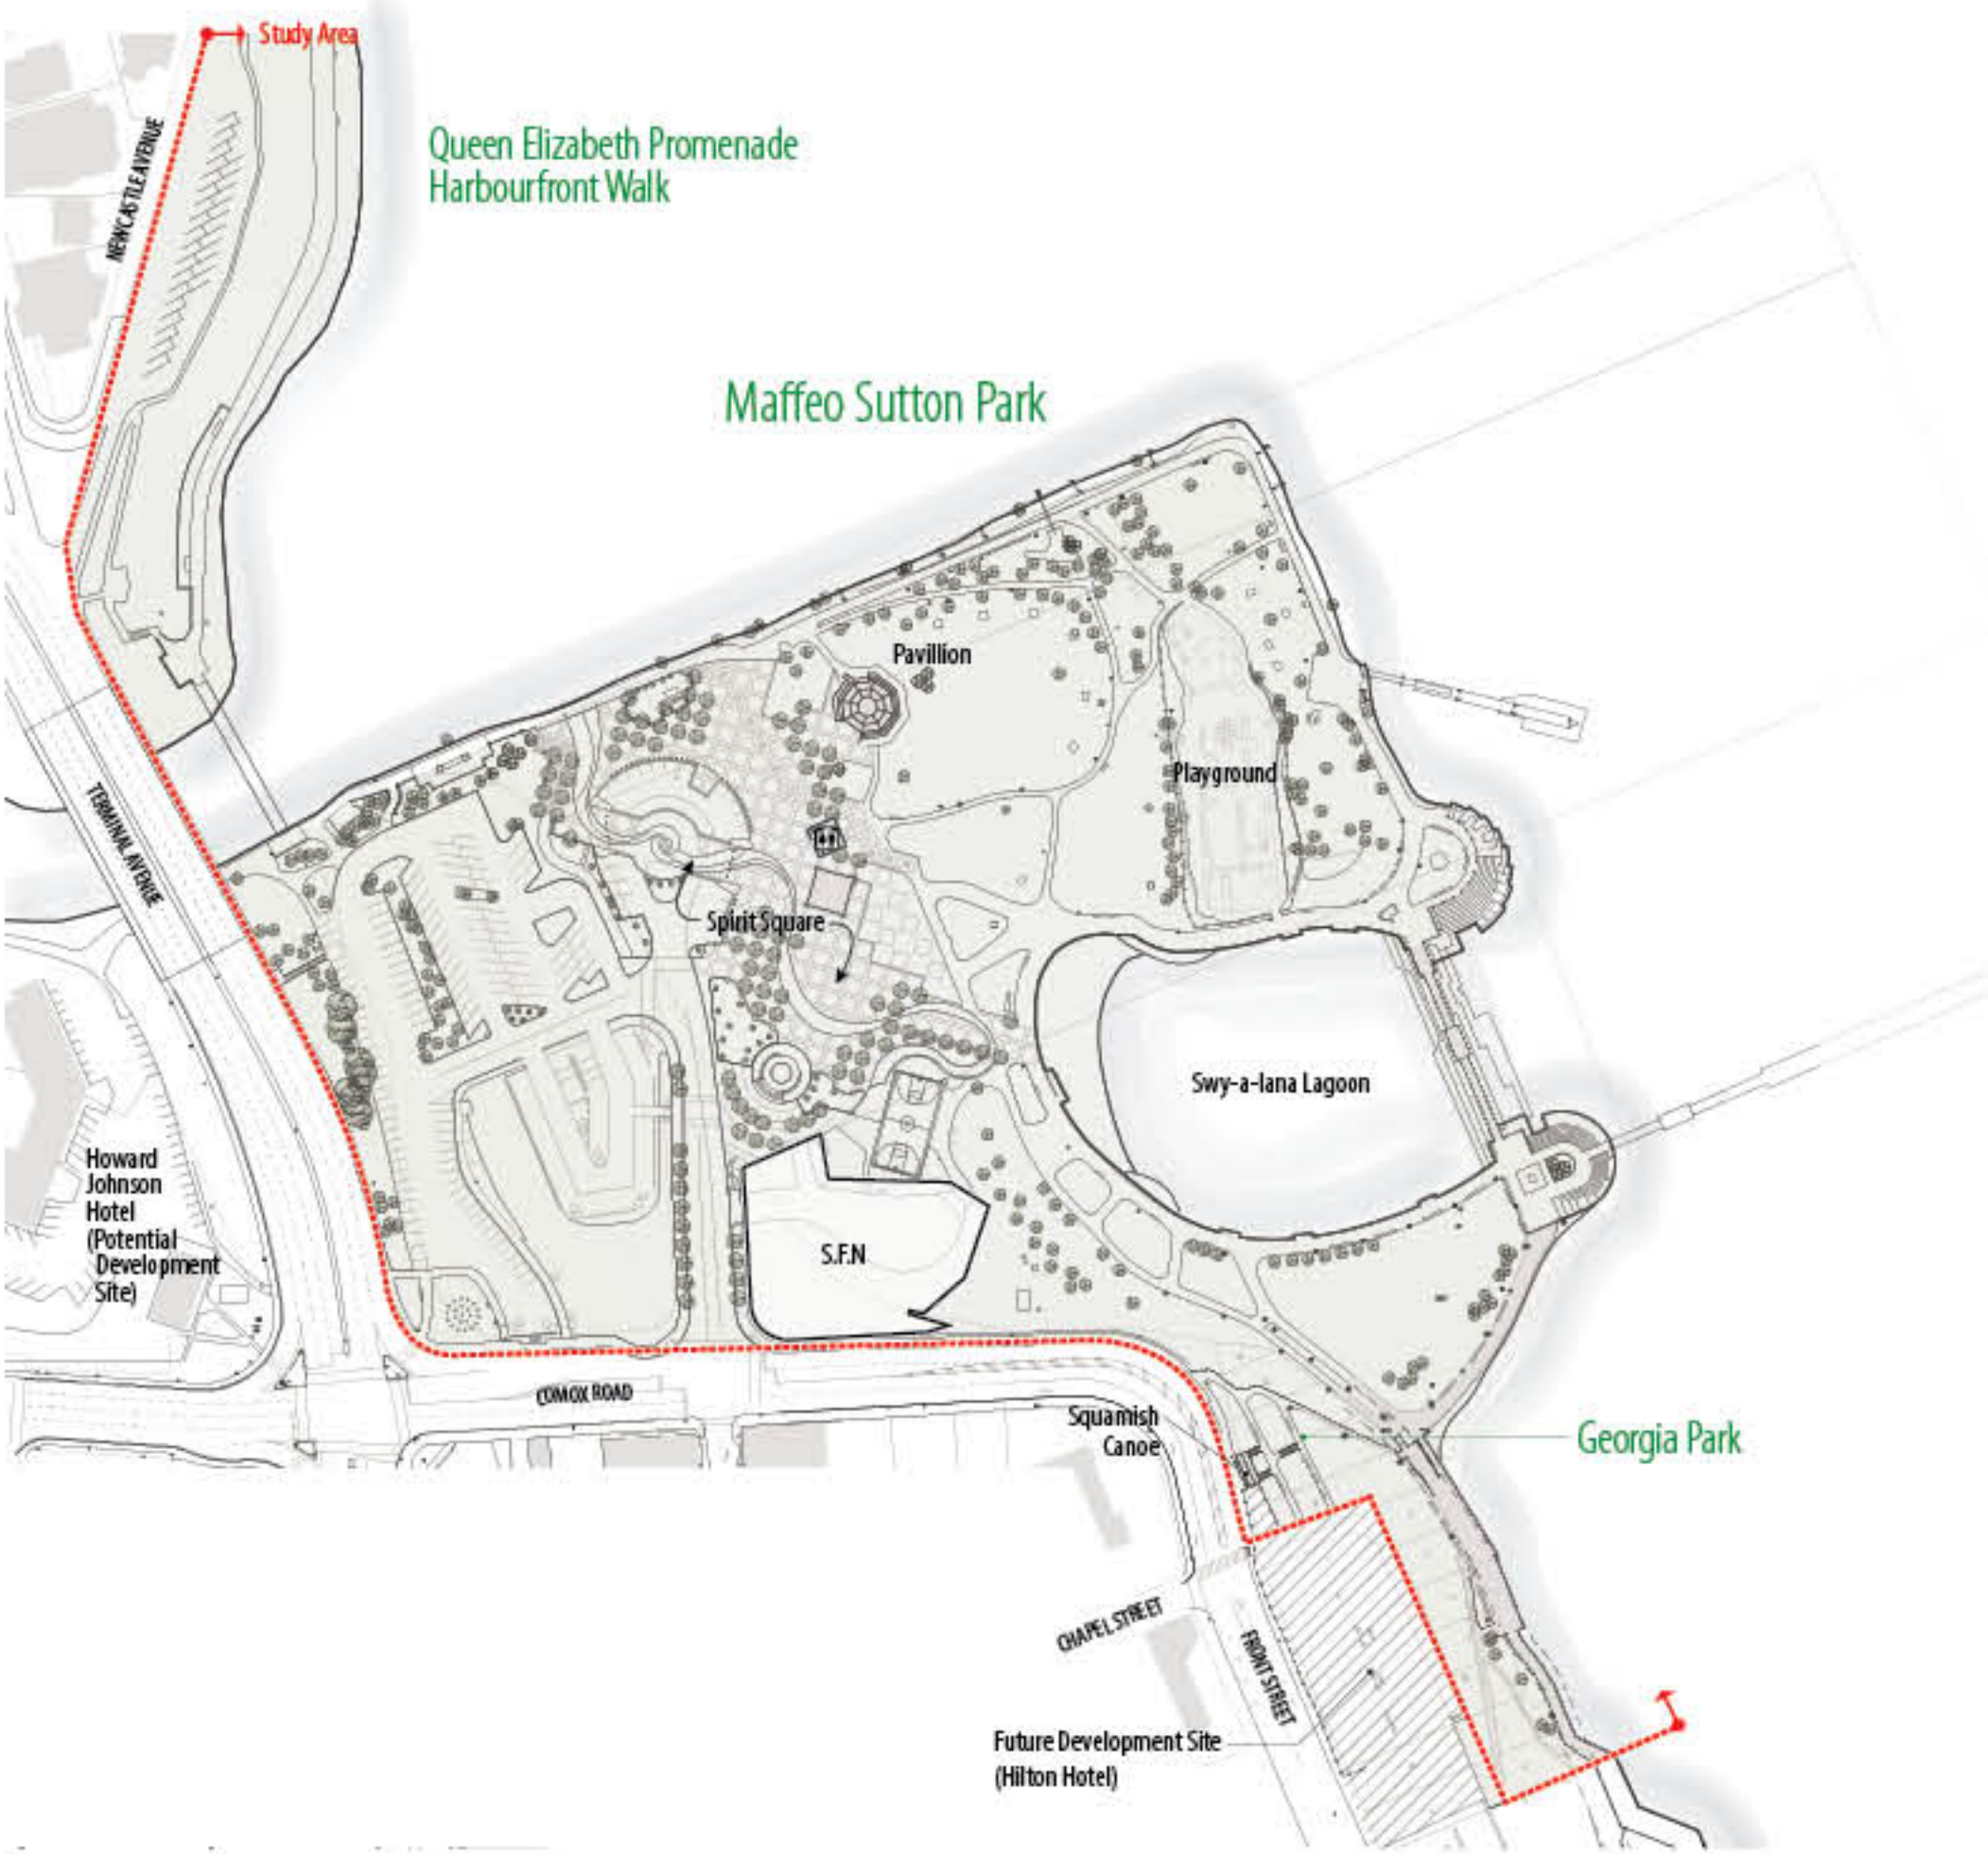 Study Area
NEWCASTLE AVENUE
Queen Elizabeth Promenade
Harbourfront Walk
Maffeo Sutton Park
Pavillion
Playground
TERMINAL AVENUE
Spirit Square
Swy-a-lana Lagoon
Howard
Johnson
Hotel
(Potential
Development
Site)
S.F.N
COMOX ROAD
Squamish
Canoe
Georgia Park
CHAPEL STREET
FRONT STREET
Future Development Site
(Hilton Hotel)